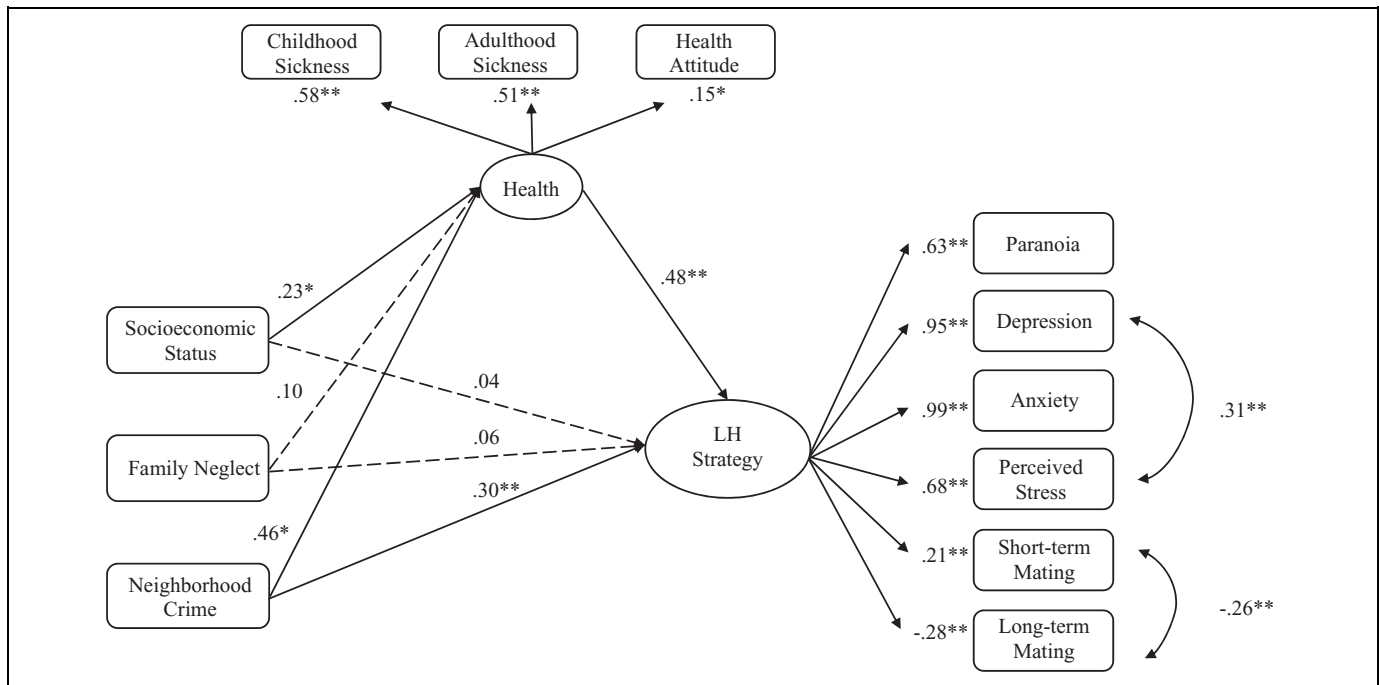 Childhood
Sickness
.58**
Adulthood
Sickness
.51**
Health
Attitude
.15*
Health
.48**
.23*
Socioeconomic
Status
.10
.04
Family Neglect
.06
.46*
.30**
Neighborhood
Crime
LH
Strategy
.63**
Paranoia
.95**
Depression
.99**
Anxiety
.31**
.68**
Perceived
Stress
.21**
Short-term
Mating
-.28**
Long-term
Mating
-.26**